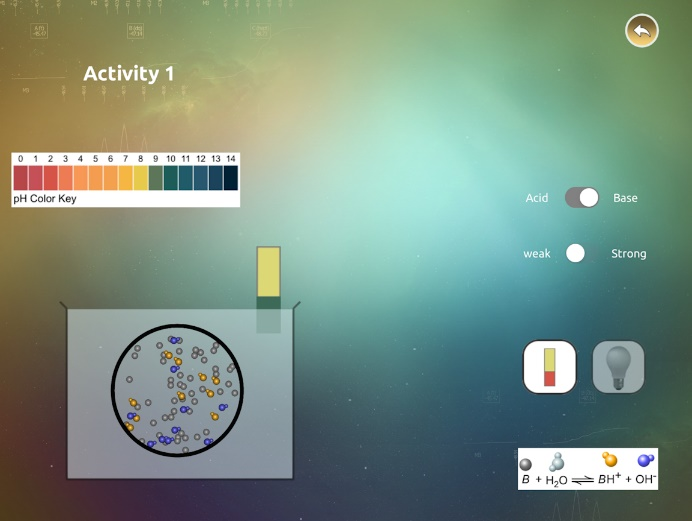 Activity 1
0 1 2 3 4 5 6 7 8 9 10 11 12 13 14
pH Color Key
Acid Base
weak Strong
B + H₂O ⇌ BH⁺ + OH⁻